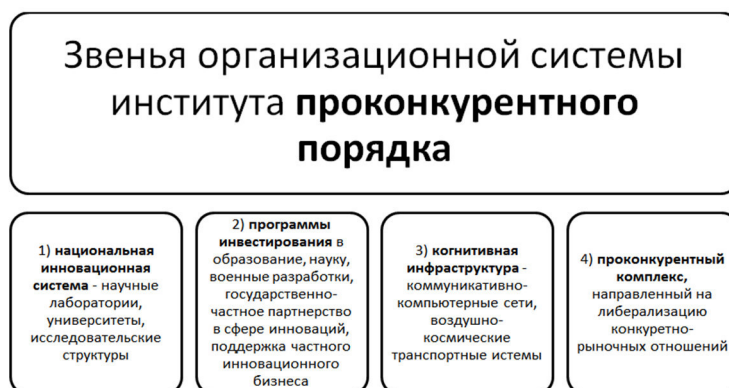 Звенья организационной системы
института проконкурентного
порядка
1) национальная
инновационная
система - научные
лаборатории,
университеты,
исследовательские
структуры
2) программы
инвестирования в
образование, науку,
военные разработки,
государственно-
частное партнерство
в сфере инноваций,
поддержка частного
инновационного
бизнеса
3) когнитивная
инфраструктура -
коммуникативно-
компьютерные сети,
воздушно-
космические
транспортные истемы
4) проконкурентный
комплекс,
направленный на
либерализацию
конкуретно-
рыночных отношений